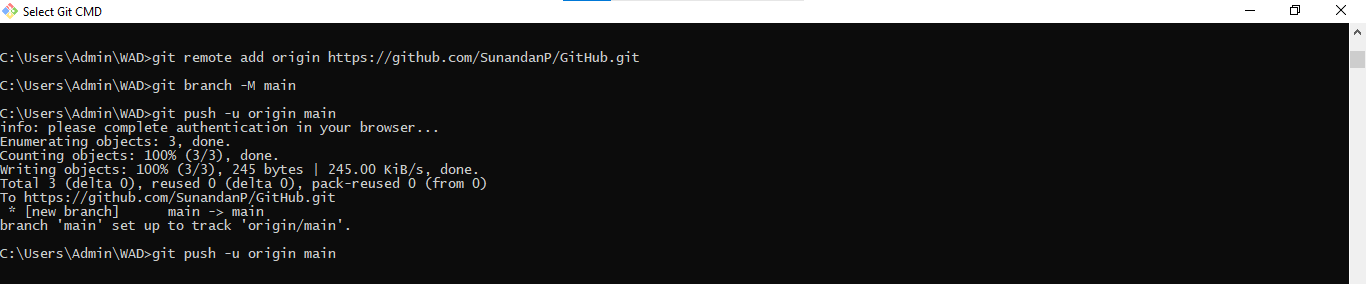 Select Git CMD
C:\Users\Admin\WAD>git remote add origin https://github.com/SunandanP/GitHub.git
C:\Users\Admin\WAD>git branch -M main
C:\Users\Admin\WAD>git push -u origin main
info: please complete authentication in your browser...
Enumerating objects: 3, done.
Counting objects: 100% (3/3), done.
Writing objects: 100% (3/3), 245 bytes | 245.00 KiB/s, done.
Total 3 (delta 0), reused 0 (delta 0), pack-reused 0 (from 0)
To https://github.com/SunandanP/GitHub.git
 * [new branch]      main -> main
branch 'main' set up to track 'origin/main'.
C:\Users\Admin\WAD>git push -u origin main